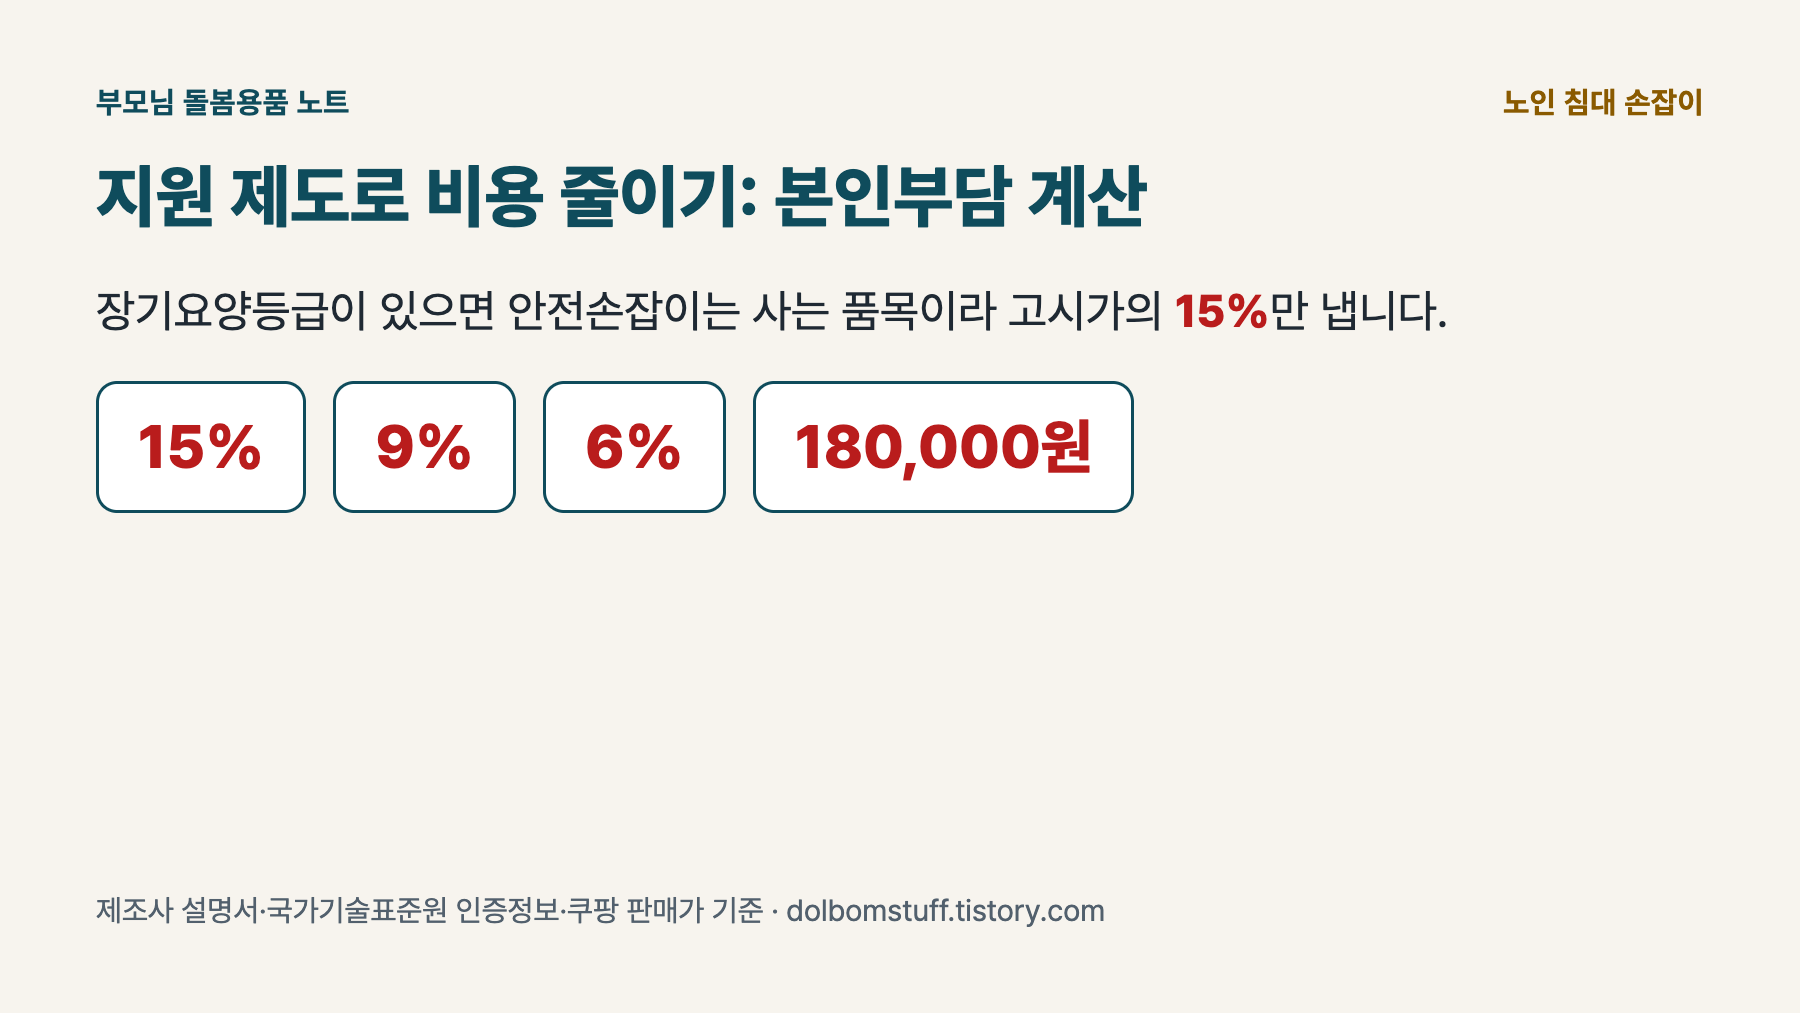 부모님 돌봄용품 노트
노인 침대 손잡이
지원 제도로 비용 줄이기: 본인부담 계산
장기요양등급이 있으면 안전손잡이는 사는 품목이라 고시가의 15%만 냅니다.
15%
9%
6%
180,000원
제조사 설명서·국가기술표준원 인증정보·쿠팡 판매가 기준 · dolbomstuff.tistory.com